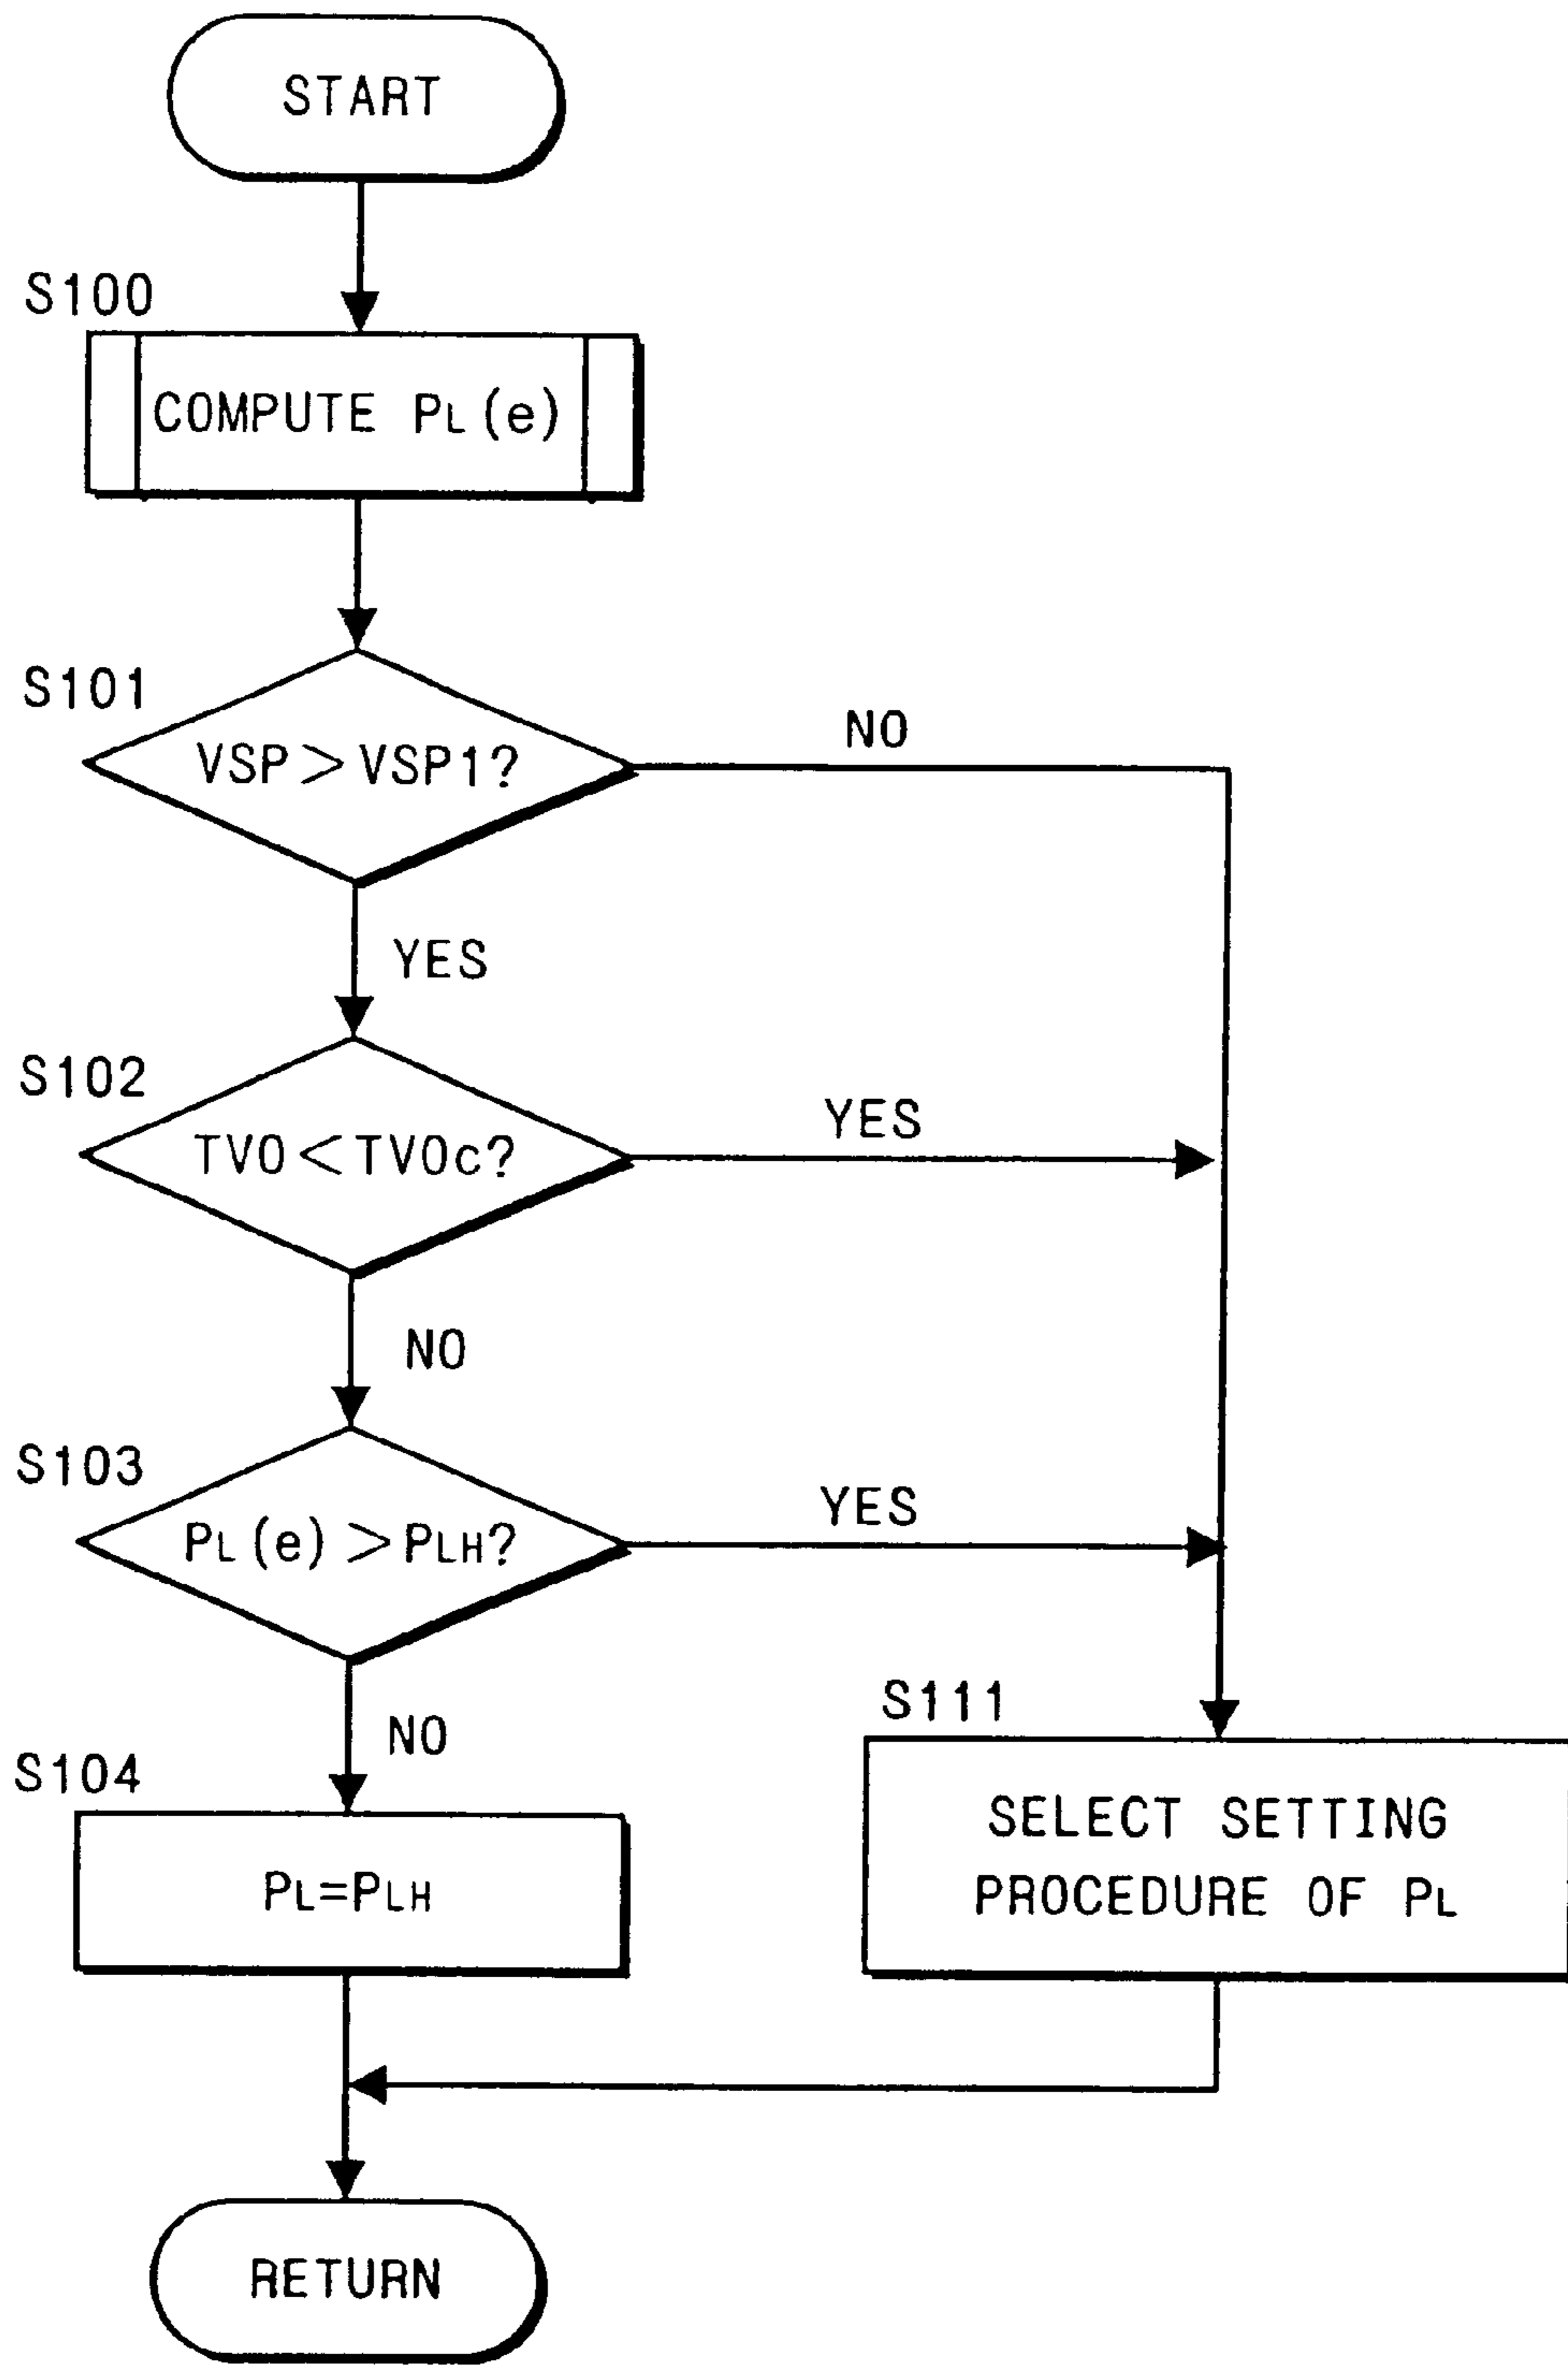 START
S100
COMPUTE PL(e)
S101
VSP>VSP1?
NO
YES
S102
TVO<TVOc?
YES
NO
S103
PL(e)>PLH?
YES
NO
S104
PL=PLH
S111
SELECT SETTING
PROCEDURE OF PL
RETURN